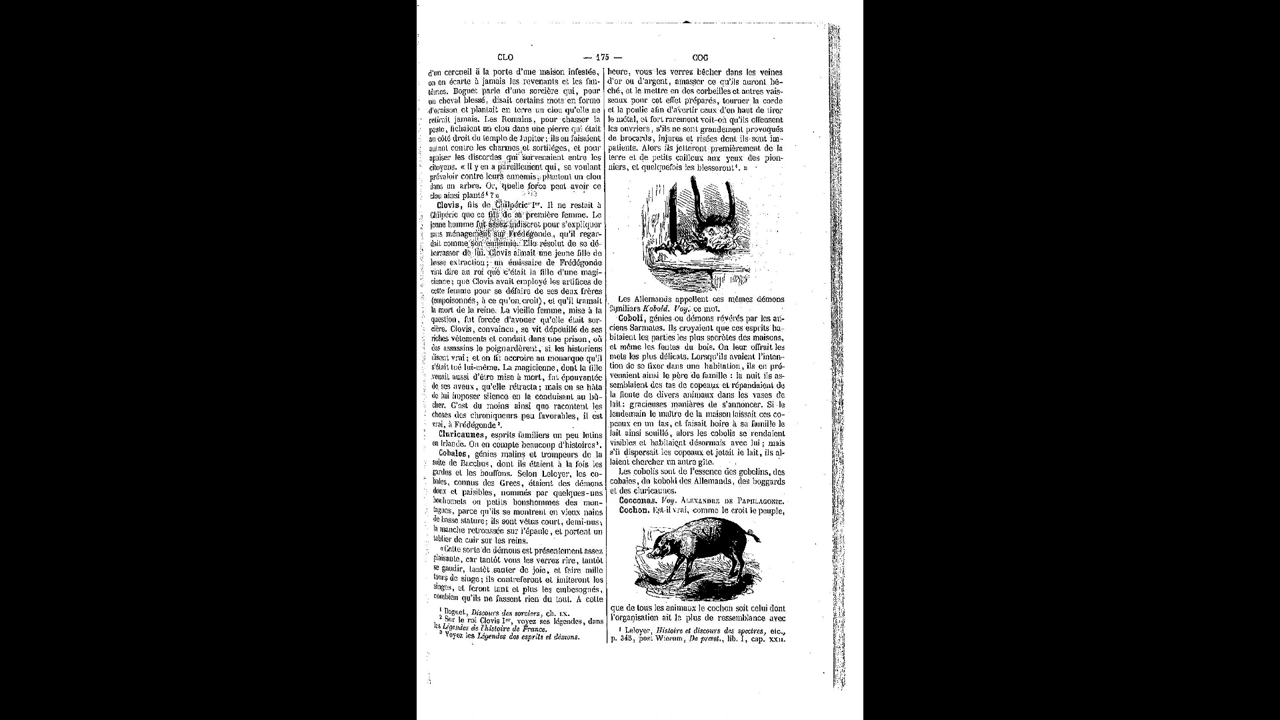 CLO
— 175 —
COC
d'un cercueil à la porte d'une maison infestée,
on en écarte à jamais les revenants et les fan-
tômes. Boguet parle d'une sorcière qui, pour
un cheval blessé, disait certains mots en forme
d'oraison et plantait en terre un clou qu'elle ne
retirait jamais. Les Romains, pour chasser la
peste, fichaient un clou dans une pierre qui était
au côté droit du temple de Jupiter; ils en faisaient
autant contre les charmes et sortiléges, et pour
apaiser les discordes qui survenaient entre les
citoyens. « Il y en a pareillement qui, se voulant
prévaloir contre leurs ennemis, plantent un clou
dans un arbre. Or, quelle force peut avoir ce
clou ainsi planté ¹? »
Clovis, fils de Chilpéric Iᵉʳ. Il ne restait à
Chilpéric que ce fils de sa première femme. Le
jeune homme fut assez indiscret pour s'expliquer
sans ménagement sur Frédégonde, qu'il regar-
dait comme son ennemie. Elle résolut de se dé-
barrasser de lui. Clovis aimait une jeune fille de
basse extraction; un émissaire de Frédégonde
vint dire au roi que c'était la fille d'une magi-
cienne; que Clovis avait employé les artifices de
cette femme pour se défaire de ses deux frères
(empoisonnés, à ce qu'on croit), et qu'il tramait
la mort de la reine. La vieille femme, mise à la
question, fut forcée d'avouer qu'elle était sor-
cière. Clovis, convaincu, se vit dépouillé de ses
riches vêtements et conduit dans une prison, où
des assassins le poignardèrent, si les historiens
disent vrai; et on fit accroire au monarque qu'il
s'était tué lui-même. La magicienne, dont la fille
venait aussi d'être mise à mort, fut épouvantée
de ses aveux, qu'elle rétracta; mais on se hâta
de lui imposer silence en la conduisant au bû-
cher. C'est du moins ainsi que racontent les
choses des chroniqueurs peu favorables, il est
vrai, à Frédégonde ².
Cluricaunes, esprits familiers un peu lutins
en Irlande. On en compte beaucoup d'histoires ³.
Cobales, génies malins et trompeurs de la
suite de Bacchus, dont ils étaient à la fois les
gardes et les bouffons. Selon Leloyer, les co-
bales, connus des Grecs, étaient des démons
doux et paisibles, nommés par quelques-uns
bonhomets ou petits bonshommes des mon-
tagnes, parce qu'ils se montrent en vieux nains
de basse stature; ils sont vêtus court, demi-nus,
la manche retroussée sur l'épaule, et portent un
tablier de cuir sur les reins.
« Cette sorte de démons est présentement assez
plaisante, car tantôt vous les verrez rire, tantôt
se gaudir, tantôt sauter de joie, et faire mille
tours de singe; ils contreferont et imiteront les
singes, et feront tant et plus les embesognés,
combien qu'ils ne fassent rien du tout. A cette
¹ Boguet, Discours des sorciers, ch. LX.
² Sur le roi Clovis Iᵉʳ, voyez ses légendes, dans
les Légendes de l'histoire de France.
³ Voyez les Légendes des esprits et démons.
heure, vous les verrez bêcher dans les veines
d'or ou d'argent, amasser ce qu'ils auront bê-
ché, et le mettre en des corbeilles et autres vais-
seaux pour cet effet préparés, tourner la corde
et la poulie afin d'avertir ceux d'en haut de tirer
le métal, et fort rarement voit-on qu'ils offensent
les ouvriers, s'ils ne sont grandement provoqués
de brocards, injures et risées dont ils sont im-
patients. Alors ils jetteront premièrement de la
terre et de petits cailloux aux yeux des pion-
niers, et quelquefois les blesseront ¹. »
Les Allemands appellent ces mêmes démons
familiers Kobold. Voy. ce mot.
Coboli, génies ou démons révérés par les an-
ciens Sarmates. Ils croyaient que ces esprits ha-
bitaient les parties les plus secrètes des maisons,
et même les fentes du bois. On leur offrait les
mets les plus délicats. Lorsqu'ils avaient l'inten-
tion de se fixer dans une habitation, ils en pré-
venaient ainsi le père de famille : la nuit ils as-
semblaient des tas de copeaux et répandaient de
la fiente de divers animaux dans les vases de
lait : gracieuses manières de s'annoncer. Si le
lendemain le maître de la maison laissait ces co-
peaux en un tas, et faisait boire à sa famille le
lait ainsi souillé, alors les cobolis se rendaient
visibles et habitaient désormais avec lui; mais
s'il dispersait les copeaux et jetait le lait, ils al-
laient chercher un autre gîte.
Les cobolis sont de l'essence des gobelins, des
cobales, du kobold des Allemands, des boggards
et des cluricaunes.
Cocconas. Voy. ALEXANDRE DE PAPHLAGONIE.
Cochon. Est-il vrai, comme le croit le peuple,
que de tous les animaux le cochon soit celui dont
l'organisation ait le plus de ressemblance avec
¹ Leloyer, Histoire et discours des spectres, etc.,
p. 345, post Wierum, De præst., lib. I, cap. XXII.